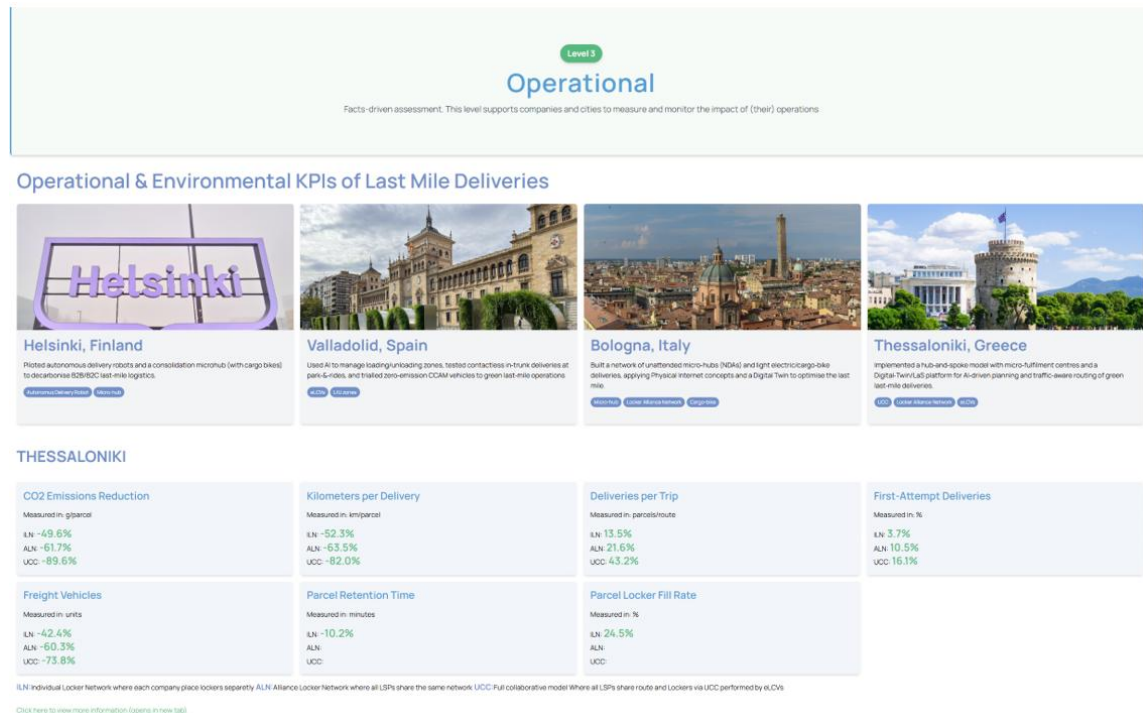 Level 3
Operational
Facts-driven assessment. This level supports companies and cities to measure and monitor the impact of (their) operations
Operational & Environmental KPIs of Last Mile Deliveries
Helsinki
Helsinki, Finland
Piloted autonomous delivery robots and a consolidation microhub (with cargo bikes)
to decarbonise B2B/B2C last-mile logistics.
Autonomous Delivery Robot Micro-hub
Valladolid, Spain
Used AI to manage loading/unloading zones, tested contactless in-trunk deliveries at
park-&-rides, and trialled zero-emission CCAM vehicles to green last-mile operations
eLCVs L/U zones
Bologna, Italy
Built a network of unattended micro-hubs (NDAs) and light electric/cargo-bike
deliveries, applying Physical Internet concepts and a Digital Twin to optimise the last
mile.
Micro-hub Locker Alliance Network Cargo-bike
Thessaloniki, Greece
Implemented a hub-and-spoke model with micro-fulfilment centres and a
Digital-Twin/LaaS platform for AI-driven planning and traffic-aware routing of green
last-mile deliveries.
UCC Locker Alliance Network eLCVs
THESSALONIKI
CO2 Emissions Reduction
Measured in: g/parcel
ILN: -49.6%
ALN: -61.7%
UCC: -89.6%
Kilometers per Delivery
Measured in: km/parcel
ILN: -52.3%
ALN: -63.5%
UCC: -82.0%
Deliveries per Trip
Measured in: parcels/route
ILN: 13.5%
ALN: 21.6%
UCC: 43.2%
First-Attempt Deliveries
Measured in: %
ILN: 3.7%
ALN: 10.5%
UCC: 16.1%
Freight Vehicles
Measured in: units
ILN: -42.4%
ALN: -60.3%
UCC: -73.8%
Parcel Retention Time
Measured in: minutes
ILN: -10.2%
ALN:
UCC:
Parcel Locker Fill Rate
Measured in: %
ILN: 24.5%
ALN:
UCC:
ILN: Individual Locker Network where each company place lockers separetly ALN: Alliance Locker Network where all LSPs share the same network UCC: Full collaborative model Where all LSPs share route and Lockers via UCC performed by eLCVs
Click here to view more information (opens in new tab)